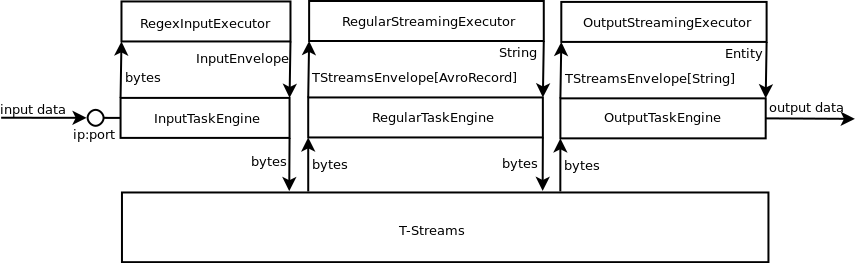 RegexInputExecutor
RegularStreamingExecutor
OutputStreamingExecutor
InputEnvelope
String
Entity
bytes
TStreamsEnvelope[AvroRecord]
TStreamsEnvelope[String]
input data
output data
InputTaskEngine
RegularTaskEngine
OutputTaskEngine
ip:port
bytes
bytes
bytes
bytes
T-Streams